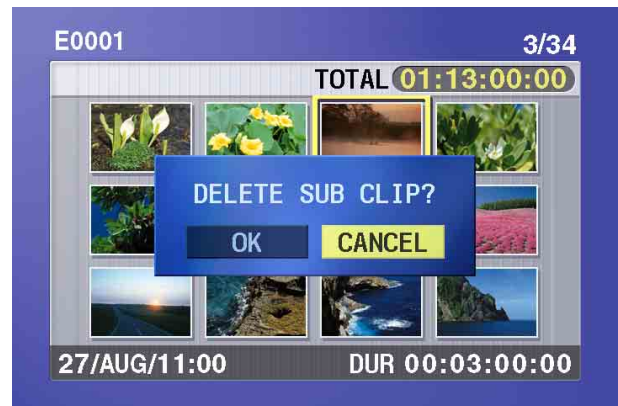 E0001 3/34
TOTAL 01:13:00:00
DELETE SUB CLIP?
OK CANCEL
27/AUG/11:00 DUR 00:03:00:00